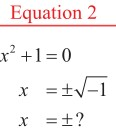 Equation 2
x² + 1 = 0
x = ±√−1
x = ±?